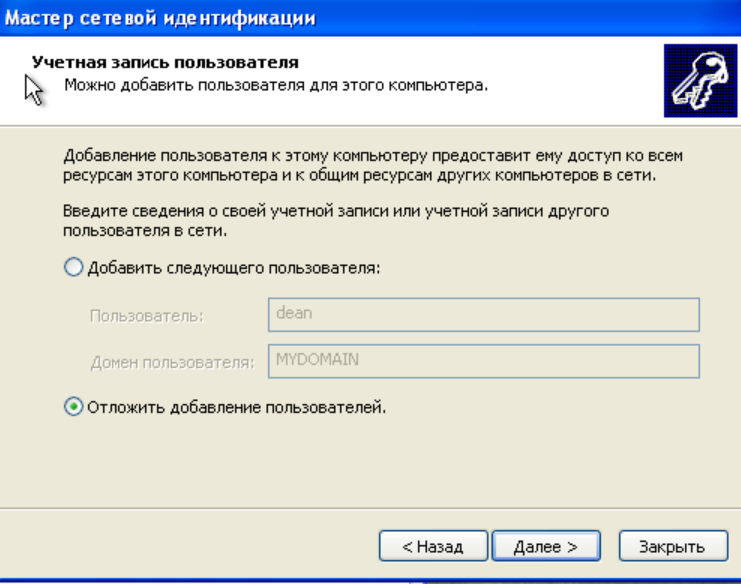 Мастер сетевой идентификации
Учетная запись пользователя
Можно добавить пользователя для этого компьютера.
Добавление пользователя к этому компьютеру предоставит ему доступ ко всем
ресурсам этого компьютера и к общим ресурсам других компьютеров в сети.
Введите сведения о своей учетной записи или учетной записи другого
пользователя в сети.
Добавить следующего пользователя:
Пользователь: dean
Домен пользователя: MYDOMAIN
Отложить добавление пользователей.
< Назад Далее > Закрыть